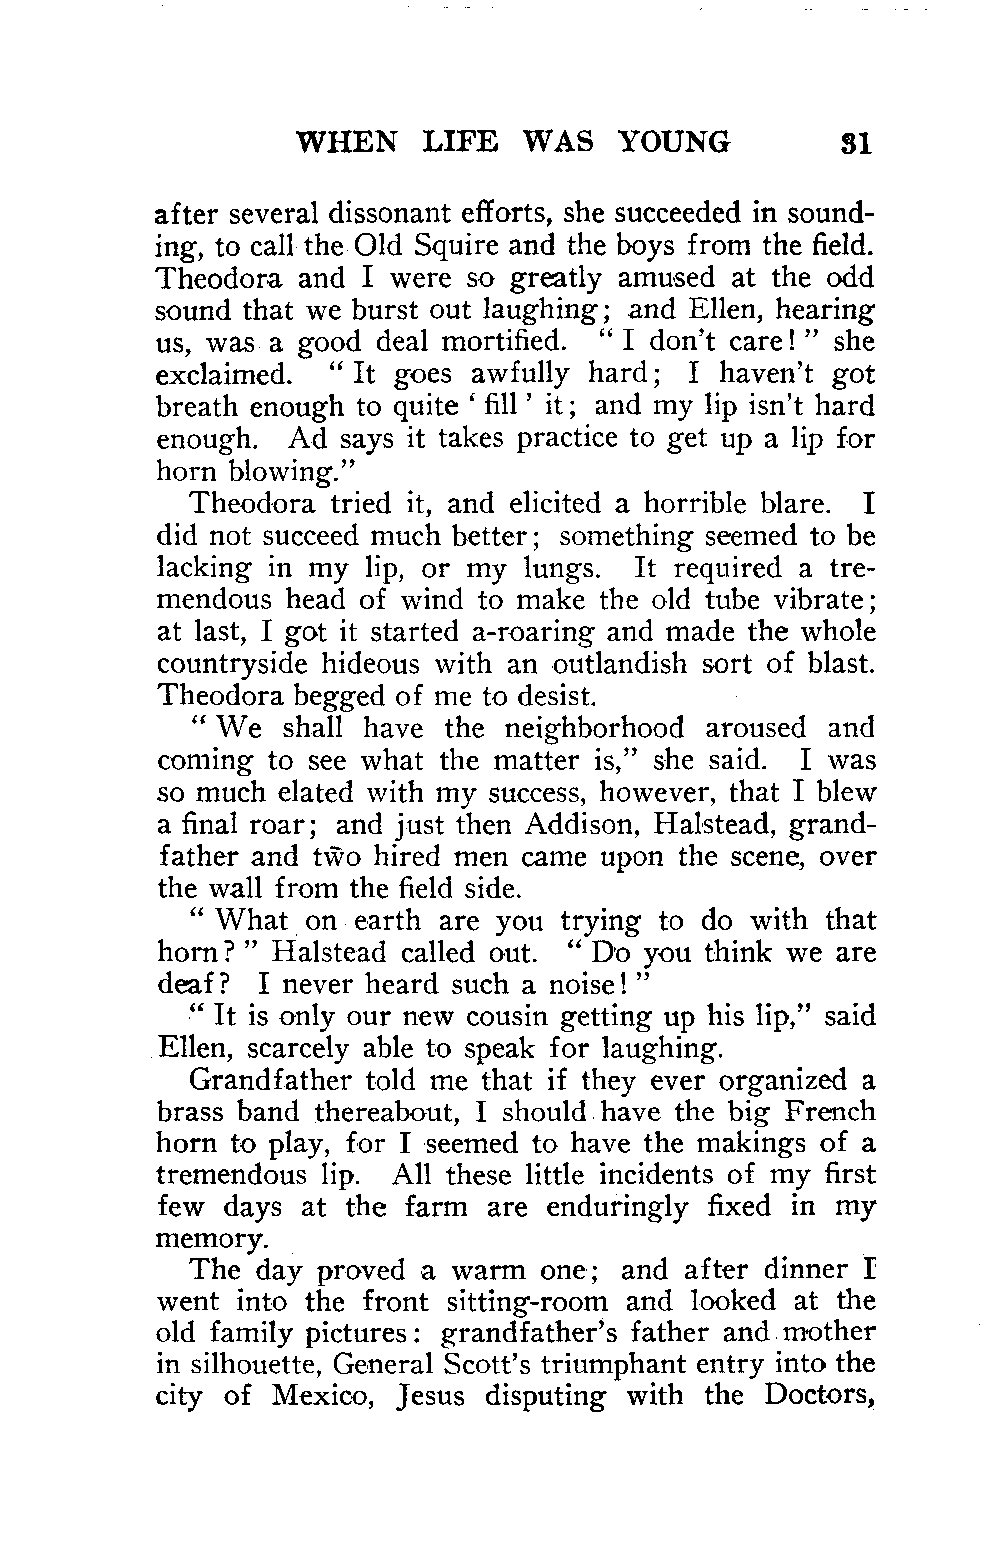 WHEN LIFE WAS YOUNG 31
after several dissonant efforts, she succeeded in sound-
ing, to call the Old Squire and the boys from the field.
Theodora and I were so greatly amused at the odd
sound that we burst out laughing; and Ellen, hearing
us, was a good deal mortified. “ I don't care! ” she
exclaimed. “ It goes awfully hard; I haven't got
breath enough to quite ‘ fill ’ it; and my lip isn't hard
enough. Ad says it takes practice to get up a lip for
horn blowing.”
Theodora tried it, and elicited a horrible blare. I
did not succeed much better; something seemed to be
lacking in my lip, or my lungs. It required a tre-
mendous head of wind to make the old tube vibrate;
at last, I got it started a-roaring and made the whole
countryside hideous with an outlandish sort of blast.
Theodora begged of me to desist.
“ We shall have the neighborhood aroused and
coming to see what the matter is,” she said. I was
so much elated with my success, however, that I blew
a final roar; and just then Addison, Halstead, grand-
father and two hired men came upon the scene, over
the wall from the field side.
“ What on earth are you trying to do with that
horn? ” Halstead called out. “ Do you think we are
deaf? I never heard such a noise! ”
“ It is only our new cousin getting up his lip,” said
Ellen, scarcely able to speak for laughing.
Grandfather told me that if they ever organized a
brass band thereabout, I should have the big French
horn to play, for I seemed to have the makings of a
tremendous lip. All these little incidents of my first
few days at the farm are enduringly fixed in my
memory.
The day proved a warm one; and after dinner I
went into the front sitting-room and looked at the
old family pictures: grandfather's father and mother
in silhouette, General Scott's triumphant entry into the
city of Mexico, Jesus disputing with the Doctors,